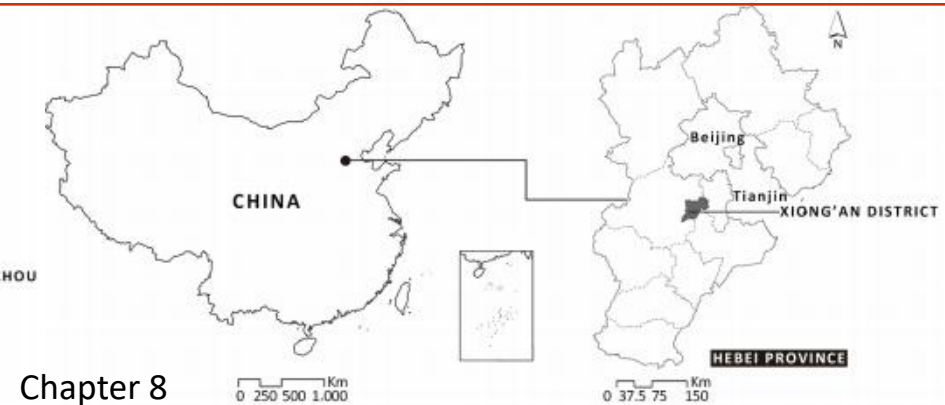 N
Beijing
CHINA
Tianjin
XIONG'AN DISTRICT
HOU
HEBEI PROVINCE
Chapter 8
Km
0 250 500 1.000
Km
0 37.5 75 150